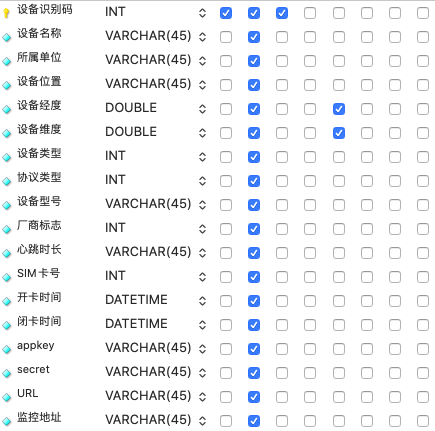 设备识别码 INT
设备名称 VARCHAR(45)
所属单位 VARCHAR(45)
设备位置 VARCHAR(45)
设备经度 DOUBLE
设备维度 DOUBLE
设备类型 INT
协议类型 INT
设备型号 VARCHAR(45)
厂商标志 INT
心跳时长 VARCHAR(45)
SIM卡号 INT
开卡时间 DATETIME
闭卡时间 DATETIME
appkey VARCHAR(45)
secret VARCHAR(45)
URL VARCHAR(45)
监控地址 VARCHAR(45)